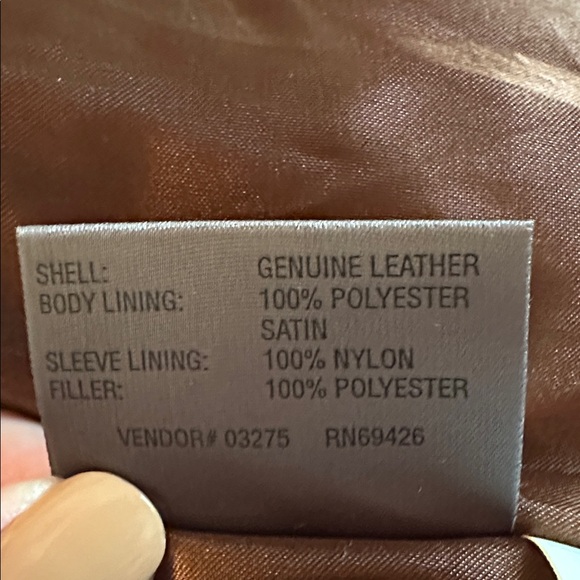 SHELL: GENUINE LEATHER
BODY LINING: 100% POLYESTER
SATIN
SLEEVE LINING: 100% NYLON
FILLER: 100% POLYESTER
VENDOR# 03275 RN69426